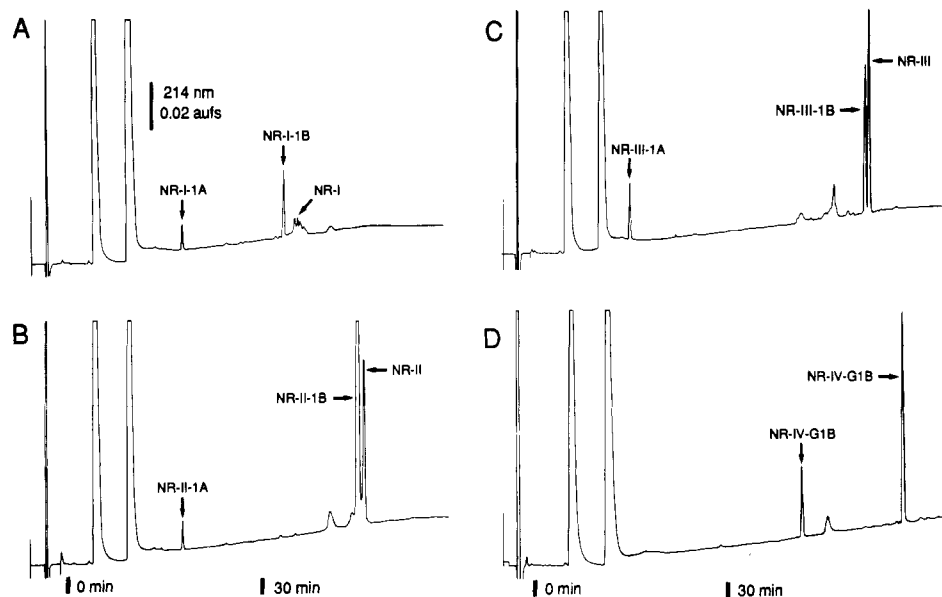 A
214 nm
0.02 aufs
NR-I-1B
NR-I-1A
NR-I
C
NR-III
NR-III-1B
NR-III-1A
B
NR-II
NR-II-1B
NR-II-1A
0 min
30 min
D
NR-IV-G1B
NR-IV-G1B
0 min
30 min